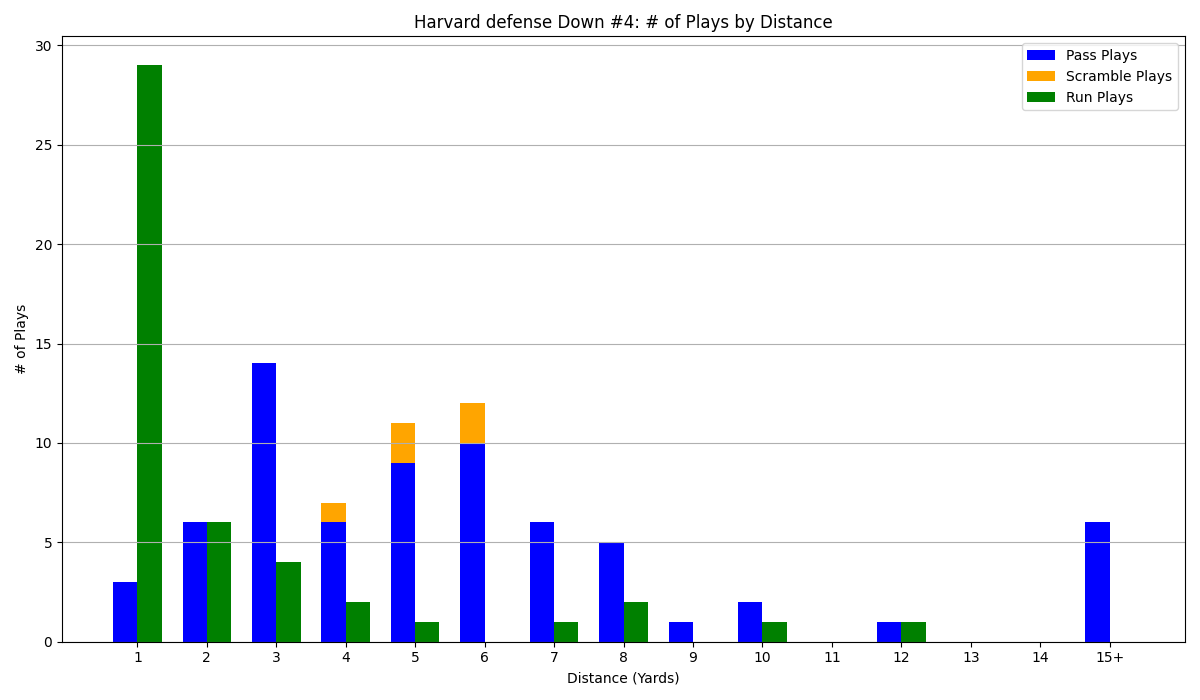 Harvard defense Down #4: # of Plays by Distance
Pass Plays
Scramble Plays
Run Plays
# of Plays
30
25
20
15
10
5
0
1 2 3 4 5 6 7 8 9 10 11 12 13 14 15+
Distance (Yards)